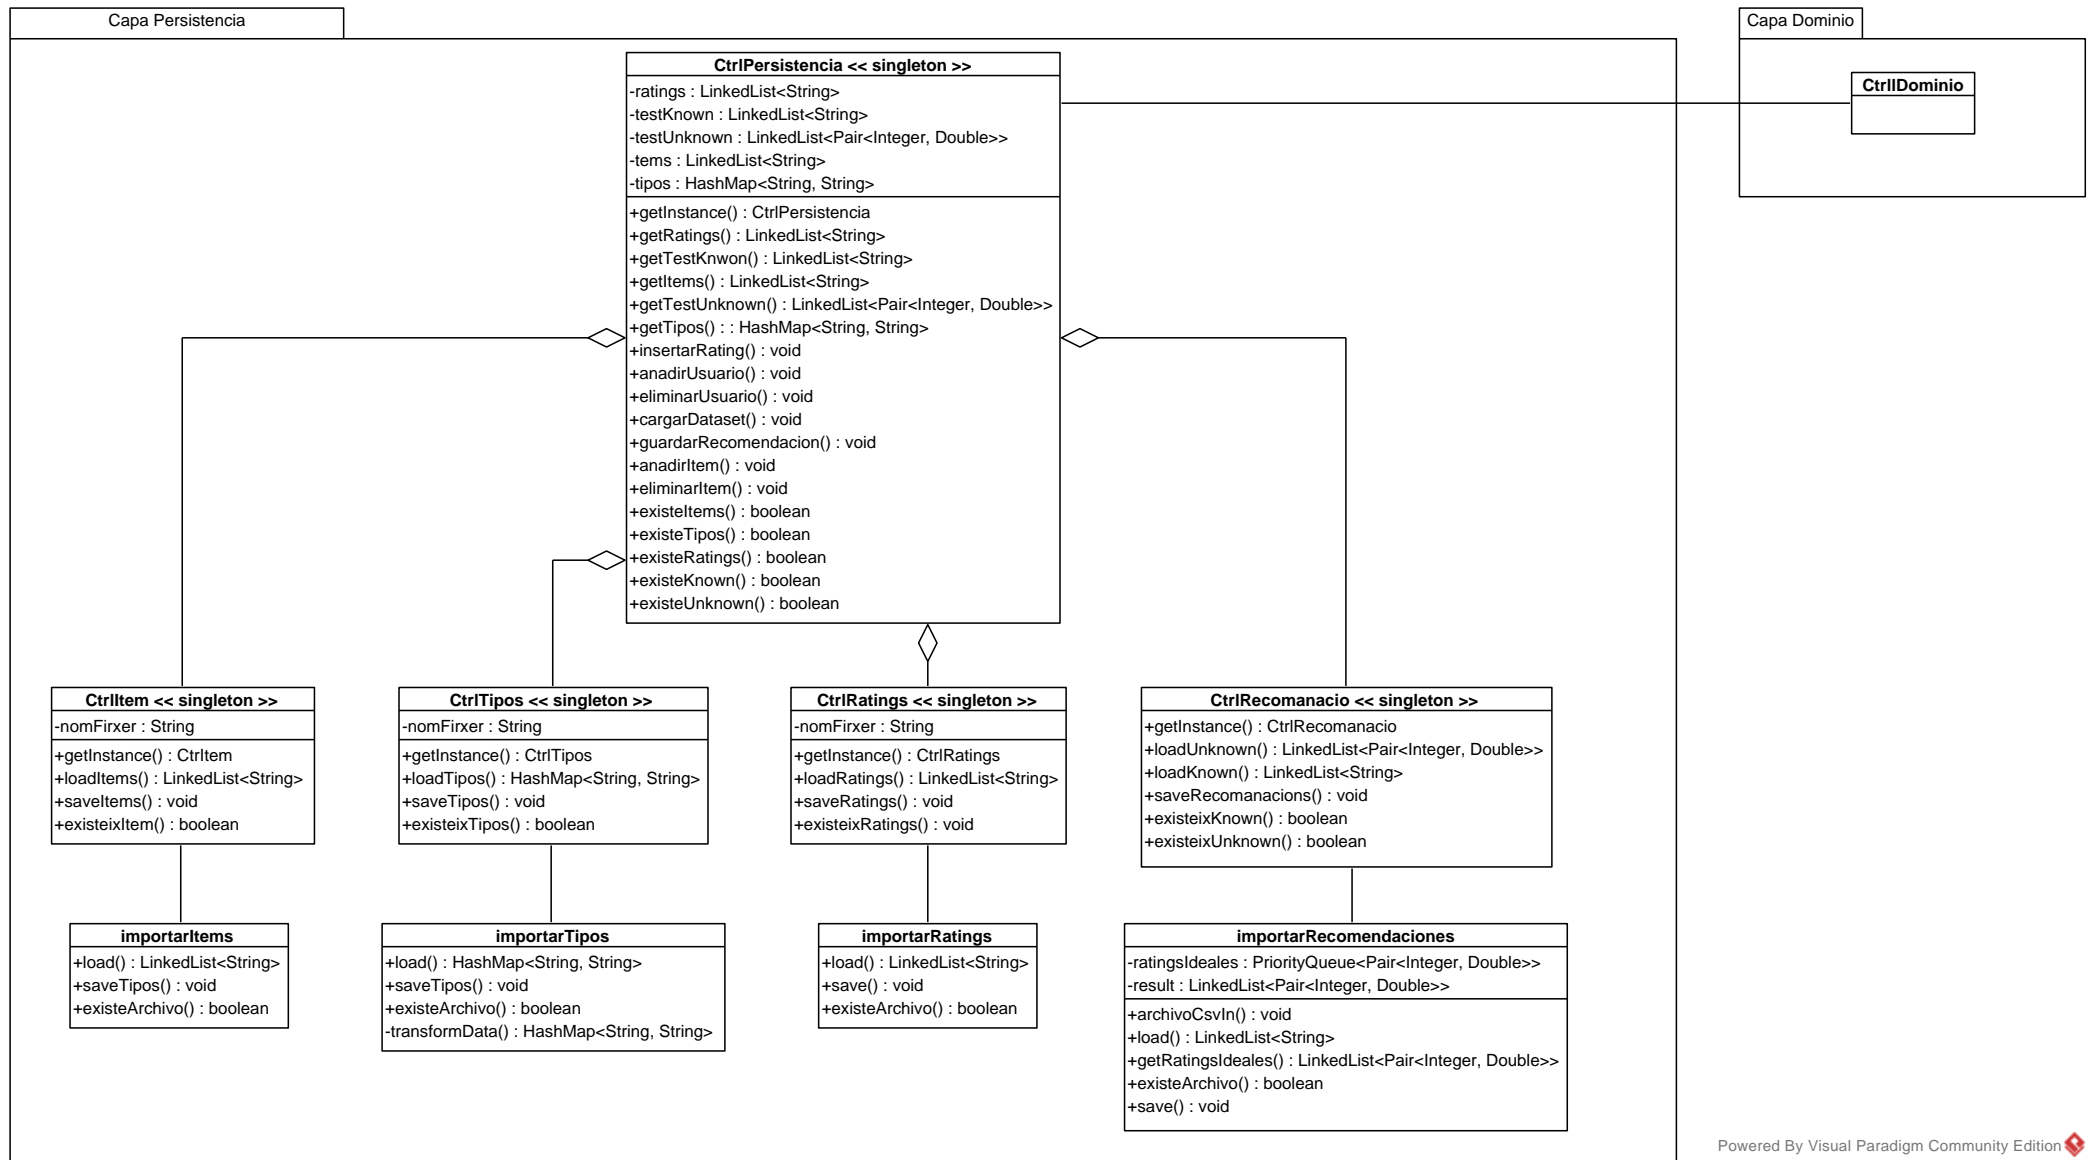 Capa Persistencia
Capa Dominio
CtrlPersistencia << singleton >>
-ratings : LinkedList<String>
-testKnown : LinkedList<String>
-testUnknown : LinkedList<Pair<Integer, Double>>
-tems : LinkedList<String>
-tipos : HashMap<String, String>
+getInstance() : CtrlPersistencia
+getRatings() : LinkedList<String>
+getTestKnwon() : LinkedList<String>
+getItems() : LinkedList<String>
+getTestUnknown() : LinkedList<Pair<Integer, Double>>
+getTipos() : : HashMap<String, String>
+insertarRating() : void
+anadirUsuario() : void
+eliminarUsuario() : void
+cargarDataset() : void
+guardarRecomendacion() : void
+anadirItem() : void
+eliminarItem() : void
+existeItems() : boolean
+existeTipos() : boolean
+existeRatings() : boolean
+existeKnown() : boolean
+existeUnknown() : boolean
CtrlIDominio
CtrlItem << singleton >>
-nomFirxer : String
+getInstance() : CtrItem
+loadItems() : LinkedList<String>
+saveItems() : void
+existeixItem() : boolean
CtrlTipos << singleton >>
-nomFirxer : String
+getInstance() : CtrlTipos
+loadTipos() : HashMap<String, String>
+saveTipos() : void
+existeixTipos() : boolean
CtrlRatings << singleton >>
-nomFirxer : String
+getInstance() : CtrlRatings
+loadRatings() : LinkedList<String>
+saveRatings() : void
+existeixRatings() : void
CtrlRecomanacio << singleton >>
+getInstance() : CtrlRecomanacio
+loadUnknown() : LinkedList<Pair<Integer, Double>>
+loadKnown() : LinkedList<String>
+saveRecomanacions() : void
+existeixKnown() : boolean
+existeixUnknown() : boolean
importarItems
+load() : LinkedList<String>
+saveTipos() : void
+existeArchivo() : boolean
importarTipos
+load() : HashMap<String, String>
+saveTipos() : void
+existeArchivo() : boolean
-transformData() : HashMap<String, String>
importarRatings
+load() : LinkedList<String>
+save() : void
+existeArchivo() : boolean
importarRecomendaciones
-ratingsIdeales : PriorityQueue<Pair<Integer, Double>>
-result : LinkedList<Pair<Integer, Double>>
+archivoCsvIn() : void
+load() : LinkedList<String>
+getRatingsIdeales() : LinkedList<Pair<Integer, Double>>
+existeArchivo() : boolean
+save() : void
Powered By Visual Paradigm Community Edition